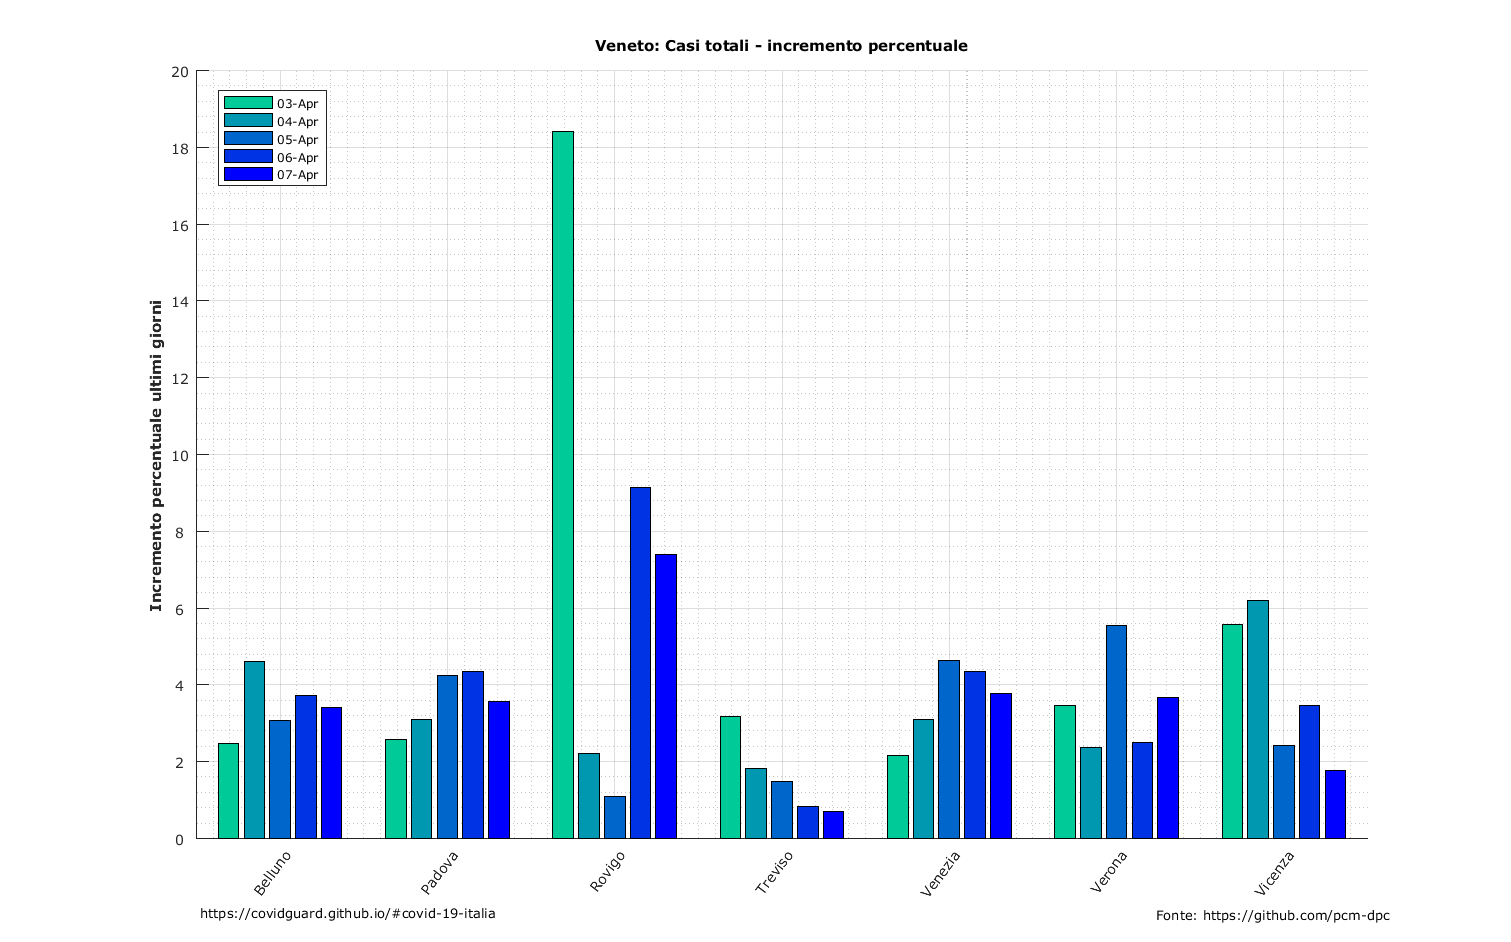 Veneto: Casi totali - incremento percentuale
20
18
16
14
12
10
8
6
4
2
0
Incremento percentuale ultimi giorni
03-Apr
04-Apr
05-Apr
06-Apr
07-Apr
Belluno
Padova
Rovigo
Treviso
Venezia
Verona
Vicenza
https://covidguard.github.io/#covid-19-italia
Fonte: https://github.com/pcm-dpc